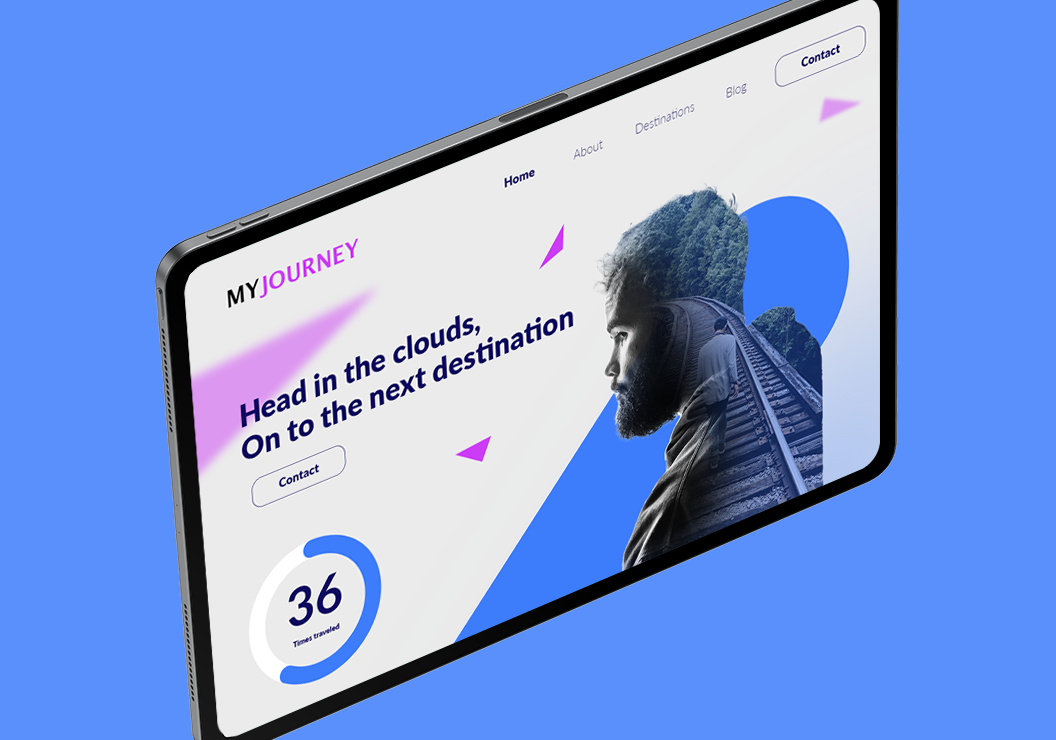 MYJOURNEY
Home
About
Destinations
Blog
Contact
Head in the clouds,
On to the next destination
Contact
36
Times traveled